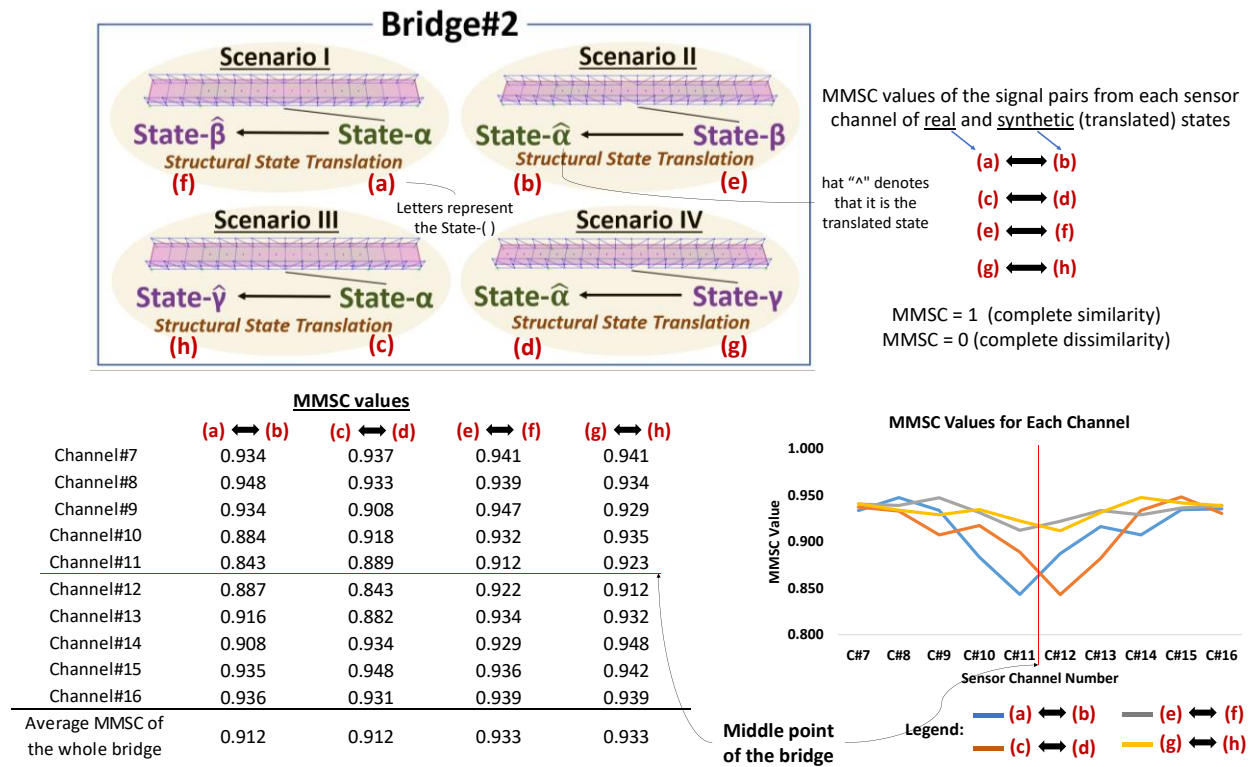 Bridge#2
Scenario I
State-β̂ State-α
Structural State Translation
(f) (a)
Scenario II
State-α̂ State-β
Structural State Translation
(b) (e)
Letters represent
the State-( )
Scenario III
State-γ̂ State-α
Structural State Translation
(h) (c)
Scenario IV
State-α̂ State-γ
Structural State Translation
(d) (g)
MMSC values of the signal pairs from each sensor
channel of real and synthetic (translated) states
(a) ↔ (b)
(c) ↔ (d)
(e) ↔ (f)
(g) ↔ (h)
hat "^" denotes
that it is the
translated state
MMSC = 1 (complete similarity)
MMSC = 0 (complete dissimilarity)
MMSC values
(a) ↔ (b) (c) ↔ (d) (e) ↔ (f) (g) ↔ (h)
Channel#7 0.934 0.937 0.941 0.941
Channel#8 0.948 0.933 0.939 0.934
Channel#9 0.934 0.908 0.947 0.929
Channel#10 0.884 0.918 0.932 0.935
Channel#11 0.843 0.889 0.912 0.923
Channel#12 0.887 0.843 0.922 0.912
Channel#13 0.916 0.882 0.934 0.932
Channel#14 0.908 0.934 0.929 0.948
Channel#15 0.935 0.948 0.936 0.942
Channel#16 0.936 0.931 0.939 0.939
Average MMSC of
the whole bridge 0.912 0.912 0.933 0.933
Middle point
of the bridge
MMSC Values for Each Channel
MMSC Value
1.000
0.950
0.900
0.850
0.800
C#7 C#8 C#9 C#10 C#11 C#12 C#13 C#14 C#15 C#16
Sensor Channel Number
Legend:
(a) ↔ (b) (e) ↔ (f)
(c) ↔ (d) (g) ↔ (h)